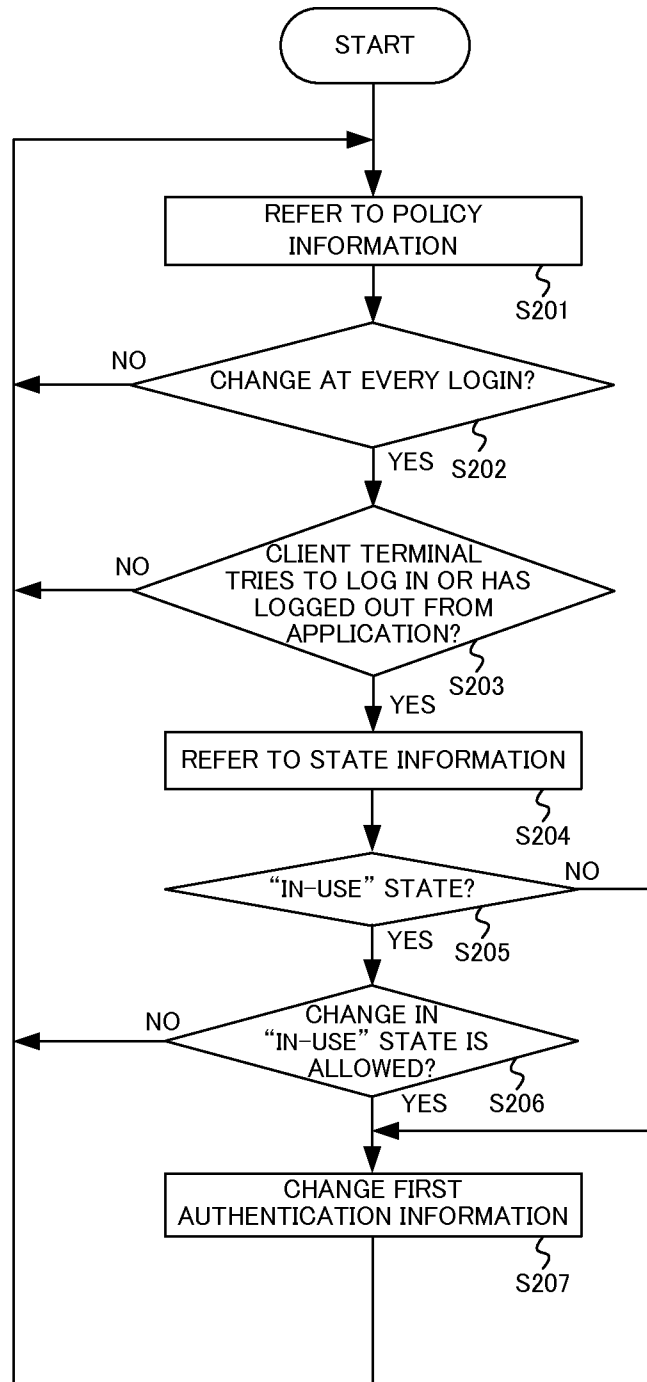 START
REFER TO POLICY
INFORMATION
S201
NO
CHANGE AT EVERY LOGIN?
YES
S202
NO
CLIENT TERMINAL
TRIES TO LOG IN OR HAS
LOGGED OUT FROM
APPLICATION?
S203
YES
REFER TO STATE INFORMATION
S204
“IN-USE” STATE?
NO
YES
S205
NO
CHANGE IN
“IN-USE” STATE IS
ALLOWED?
YES
S206
CHANGE FIRST
AUTHENTICATION INFORMATION
S207